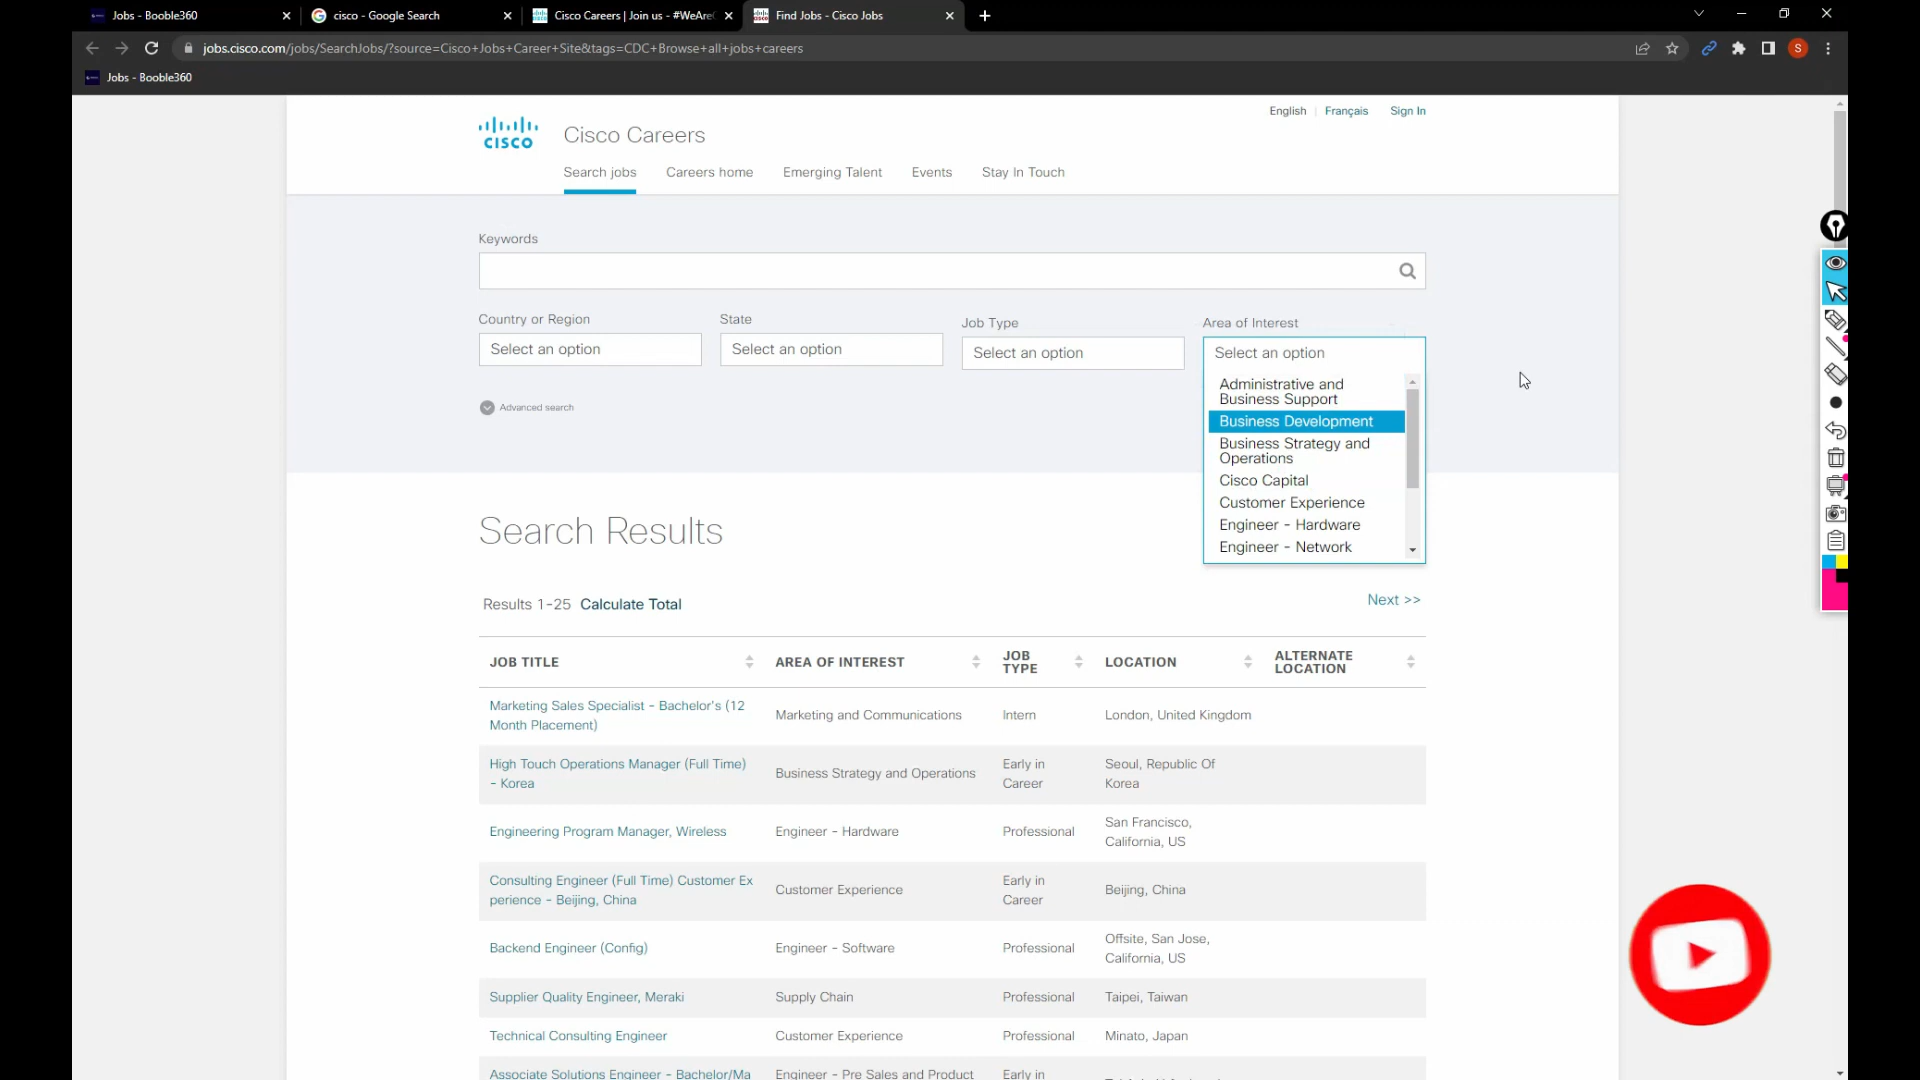 Jobs - Booble360
cisco - Google Search
Cisco Careers | Join us - #WeAre
Find Jobs - Cisco Jobs
jobs.cisco.com/jobs/SearchJobs/?source=Cisco+Jobs+Career+Site&tags=CDC+Browse+all+jobs+careers
S
Jobs - Booble360
English | Français Sign In
CISCO
Cisco Careers
Search jobs Careers home Emerging Talent Events Stay In Touch
Keywords
Country or Region State Job Type Area of Interest
Select an option Select an option Select an option Select an option
Administrative and
Business Support
Business Development
Business Strategy and
Operations
Cisco Capital
Customer Experience
Engineer - Hardware
Engineer - Network
Advanced search
Search Results
Results 1-25 Calculate Total
Next >>
JOB TITLE AREA OF INTEREST JOB TYPE LOCATION ALTERNATE LOCATION
Marketing Sales Specialist - Bachelor's (12
Month Placement)
Marketing and Communications
Intern
London, United Kingdom
High Touch Operations Manager (Full Time)
- Korea
Business Strategy and Operations
Early in
Career
Seoul, Republic Of
Korea
Engineering Program Manager, Wireless
Engineer - Hardware
Professional
San Francisco,
California, US
Consulting Engineer (Full Time) Customer Ex
perience - Beijing, China
Customer Experience
Early in
Career
Beijing, China
Backend Engineer (Config)
Engineer - Software
Professional
Offsite, San Jose,
California, US
Supplier Quality Engineer, Meraki
Supply Chain
Professional
Taipei, Taiwan
Technical Consulting Engineer
Customer Experience
Professional
Minato, Japan
Associate Solutions Engineer - Bachelor/Ma
Engineer - Pre Sales and Product
Early in